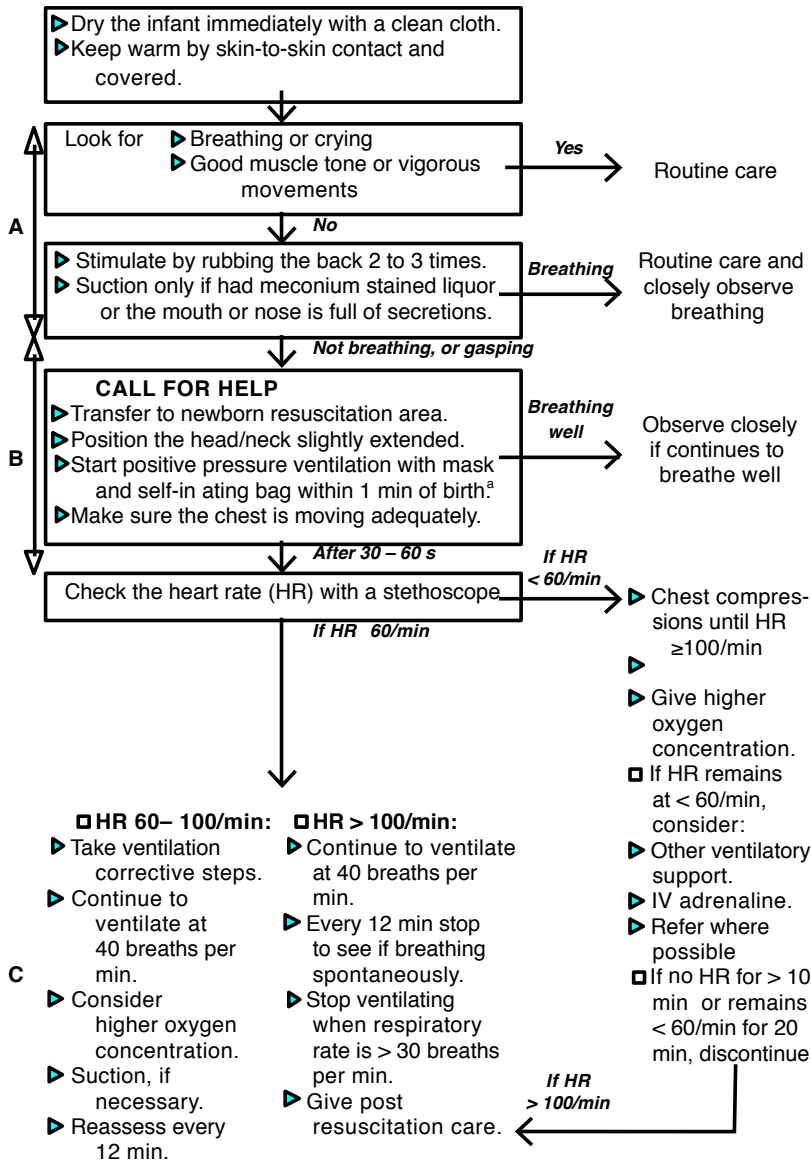 Dry the infant immediately with a clean cloth.
Keep warm by skin-to-skin contact and
covered.
Look for
Breathing or crying
Good muscle tone or vigorous
movements
Yes
Routine care
A
No
Stimulate by rubbing the back 2 to 3 times.
Suction only if had meconium stained liquor
or the mouth or nose is full of secretions.
Breathing
Routine care and
closely observe
breathing
Not breathing, or gasping
CALL FOR HELP
Transfer to newborn resuscitation area.
Position the head/neck slightly extended.
Start positive pressure ventilation with mask
and self-in ating bag within 1 min of birth.a
Make sure the chest is moving adequately.
Breathing
well
Observe closely
if continues to
breathe well
B
After 30 – 60 s
Check the heart rate (HR) with a stethoscope
If HR
< 60/min
If HR 60/min
Chest compres-
sions until HR
≥100/min
Give higher
oxygen
concentration.
If HR remains
at < 60/min,
consider:
Other ventilatory
support.
IV adrenaline.
Refer where
possible
If no HR for > 10
min or remains
< 60/min for 20
min, discontinue
C
HR 60– 100/min:
Take ventilation
corrective steps.
Continue to
ventilate at
40 breaths per
min.
Consider
higher oxygen
concentration.
Suction, if
necessary.
Reassess every
12 min.
HR > 100/min:
Continue to ventilate
at 40 breaths per
min.
Every 12 min stop
to see if breathing
spontaneously.
Stop ventilating
when respiratory
rate is > 30 breaths
per min.
Give post
resuscitation care.
If HR
> 100/min